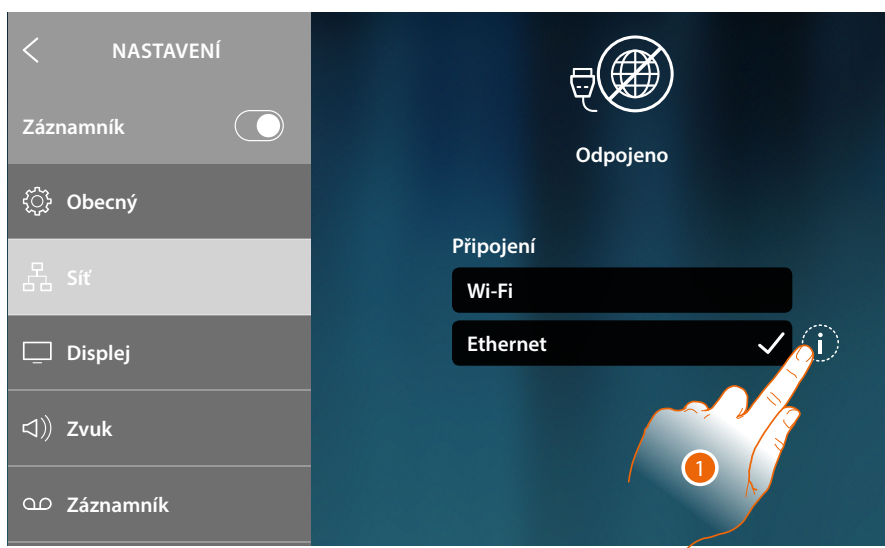 NASTAVENÍ
Záznamník
Obecný
Síť
Displej
Zvuk
Záznamník
Odpojeno
Připojení
Wi-Fi
Ethernet
i
1